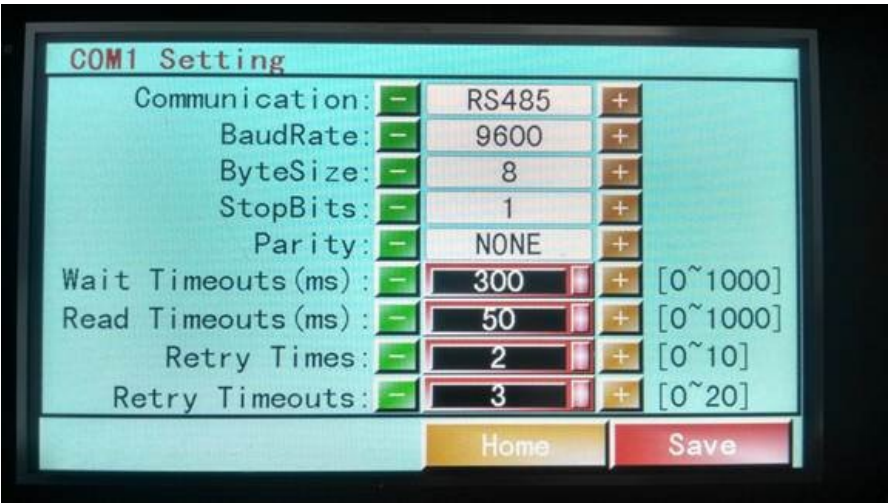 COM1 Setting
Communication: - RS485 +
BaudRate: - 9600 +
ByteSize: - 8 +
StopBits: - 1 +
Parity: - NONE +
Wait Timeouts(ms): - 300 + [0~1000]
Read Timeouts(ms): - 50 + [0~1000]
Retry Times: - 2 + [0~10]
Retry Timeouts: - 3 + [0~20]
Home Save